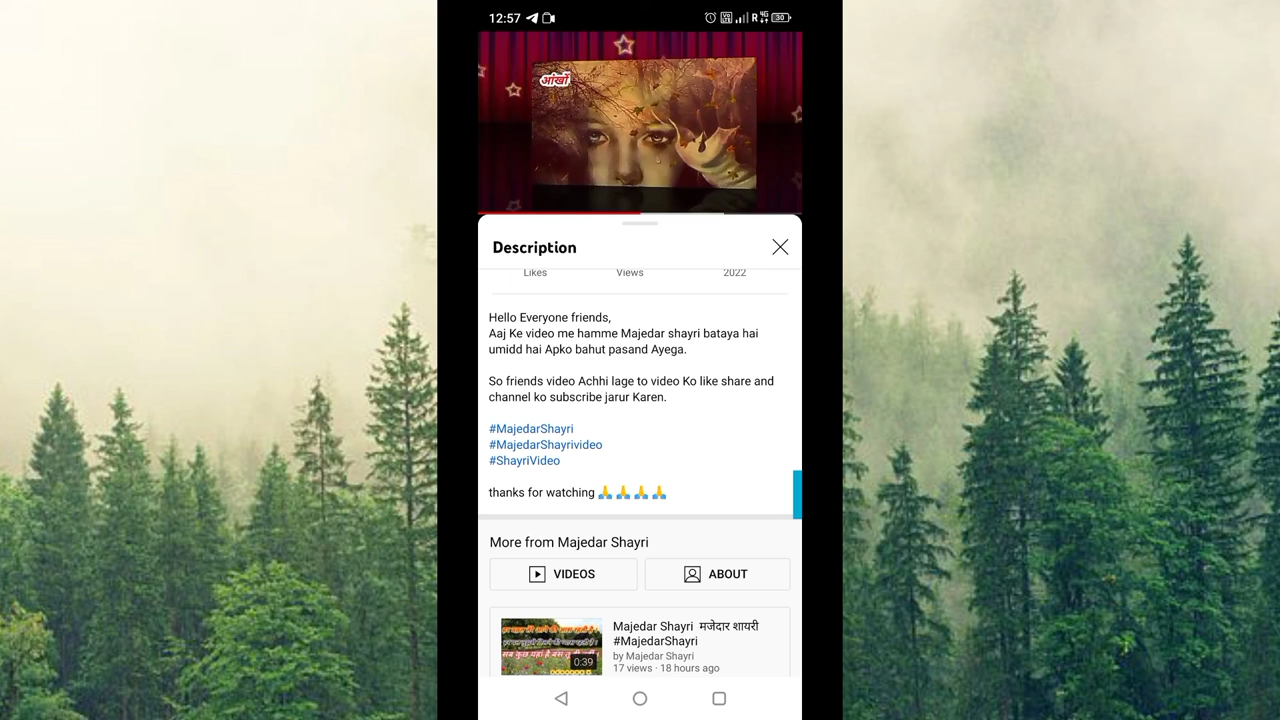 12:57
R 4G 30
आंखों
Description
Likes Views 2022
Hello Everyone friends,
Aaj Ke video me hamme Majedar shayri bataya hai
umidd hai Apko bahut pasand Ayega.
So friends video Achhi lage to video Ko like share and
channel ko subscribe jarur Karen.
#MajedarShayri
#MajedarShayrivideo
#ShayriVideo
thanks for watching 🙏 🙏 🙏 🙏
More from Majedar Shayri
VIDEOS ABOUT
Majedar Shayri मजेदार शायरी
#MajedarShayri
by Majedar Shayri
17 views · 18 hours ago
0:39